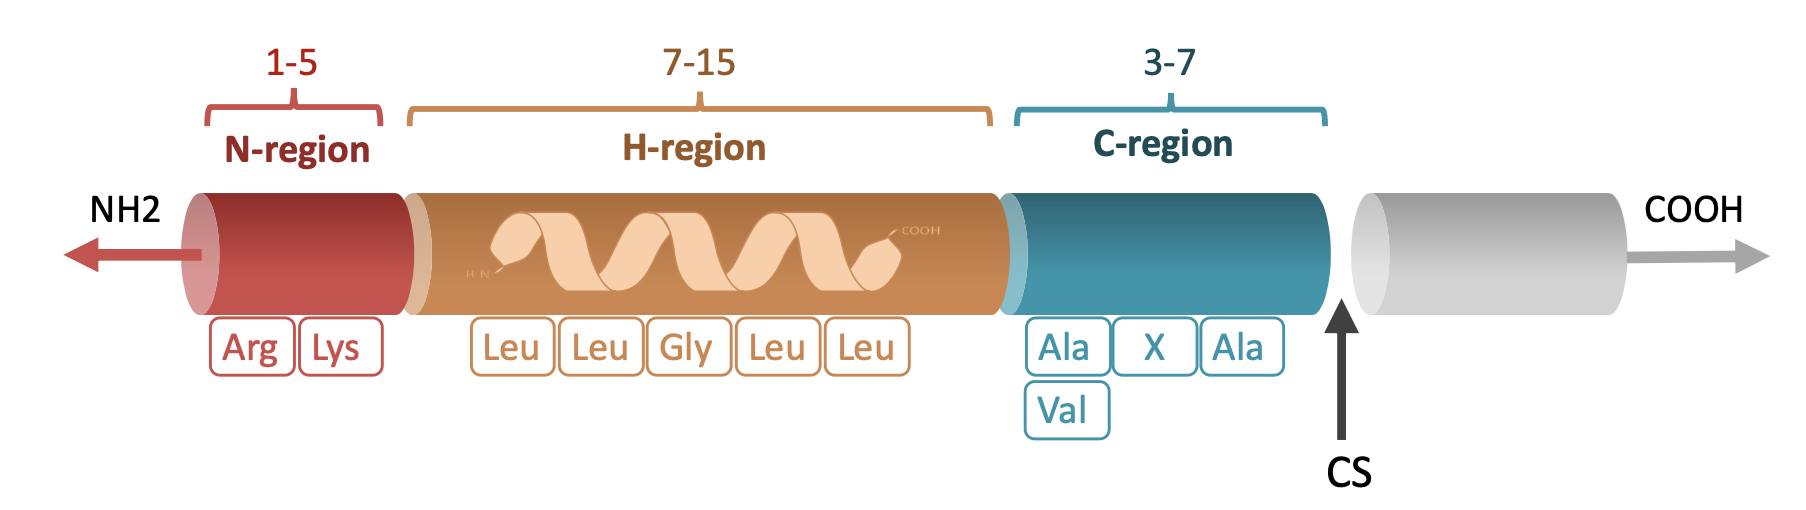 1-5 7-15 3-7
N-region H-region C-region
NH2 COOH
COOH
H N
Arg Lys Leu Leu Gly Leu Leu Ala X Ala
Val
CS